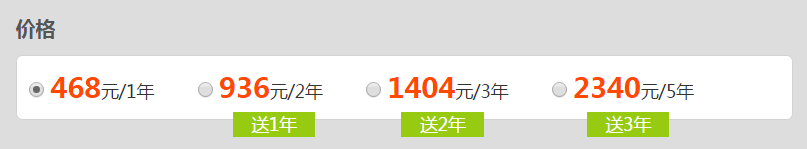 价格
468元/1年 936元/2年 1404元/3年 2340元/5年
送1年 送2年 送3年